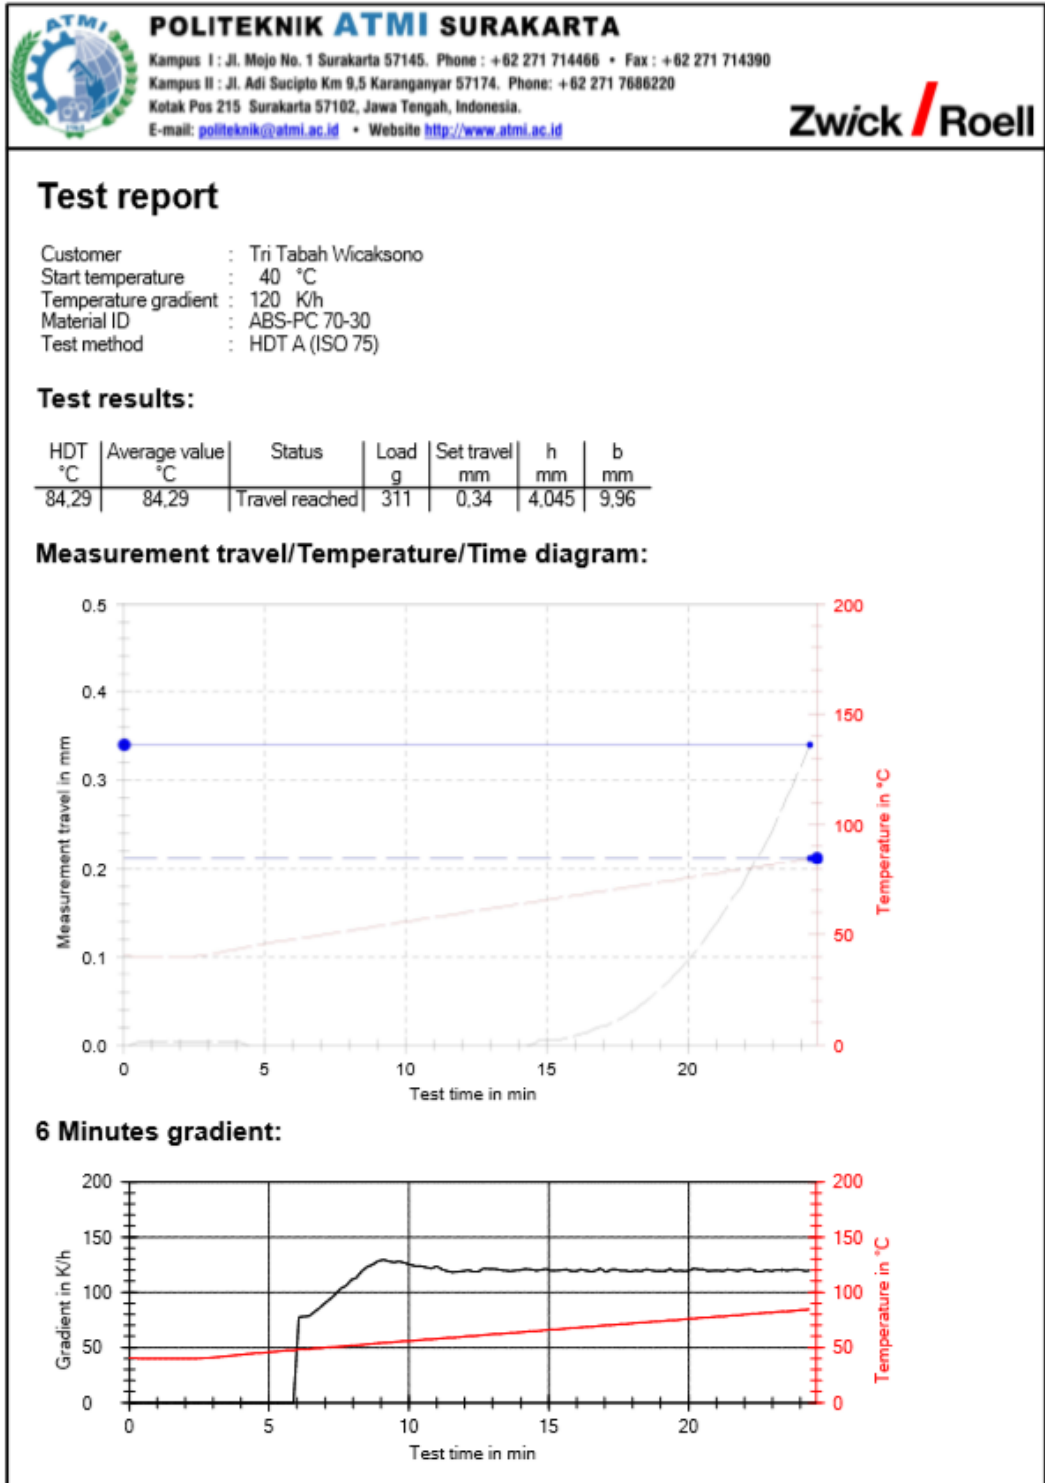 ATMI
POLITEKNIK ATMI SURAKARTA
Kampus I : Jl. Mojo No. 1 Surakarta 57145. Phone : +62 271 714466 • Fax : +62 271 714390
Kampus II : Jl. Adi Sucipto Km 9,5 Karanganyar 57174. Phone: +62 271 7686220
Kotak Pos 215 Surakarta 57102, Jawa Tengah, Indonesia.
E-mail: politeknik@atmi.ac.id • Website http://www.atmi.ac.id
Zwick / Roell
Test report
Customer : Tri Tabah Wicaksono
Start temperature : 40 °C
Temperature gradient : 120 K/h
Material ID : ABS-PC 70-30
Test method : HDT A (ISO 75)
Test results:
HDT Average value Status Load Set travel h b
°C °C g mm mm mm
84,29 84,29 Travel reached 311 0,34 4,045 9,96
Measurement travel/Temperature/Time diagram:
0.5 200
0.4
150
0.3
100
0.2
50
0.1
0.0 0
Measurement travel in mm
Temperature in °C
0 5 10 15 20
Test time in min
6 Minutes gradient:
200 200
150 150
100 100
50 50
0 0
Gradient in K/h
Temperature in °C
0 5 10 15 20
Test time in min